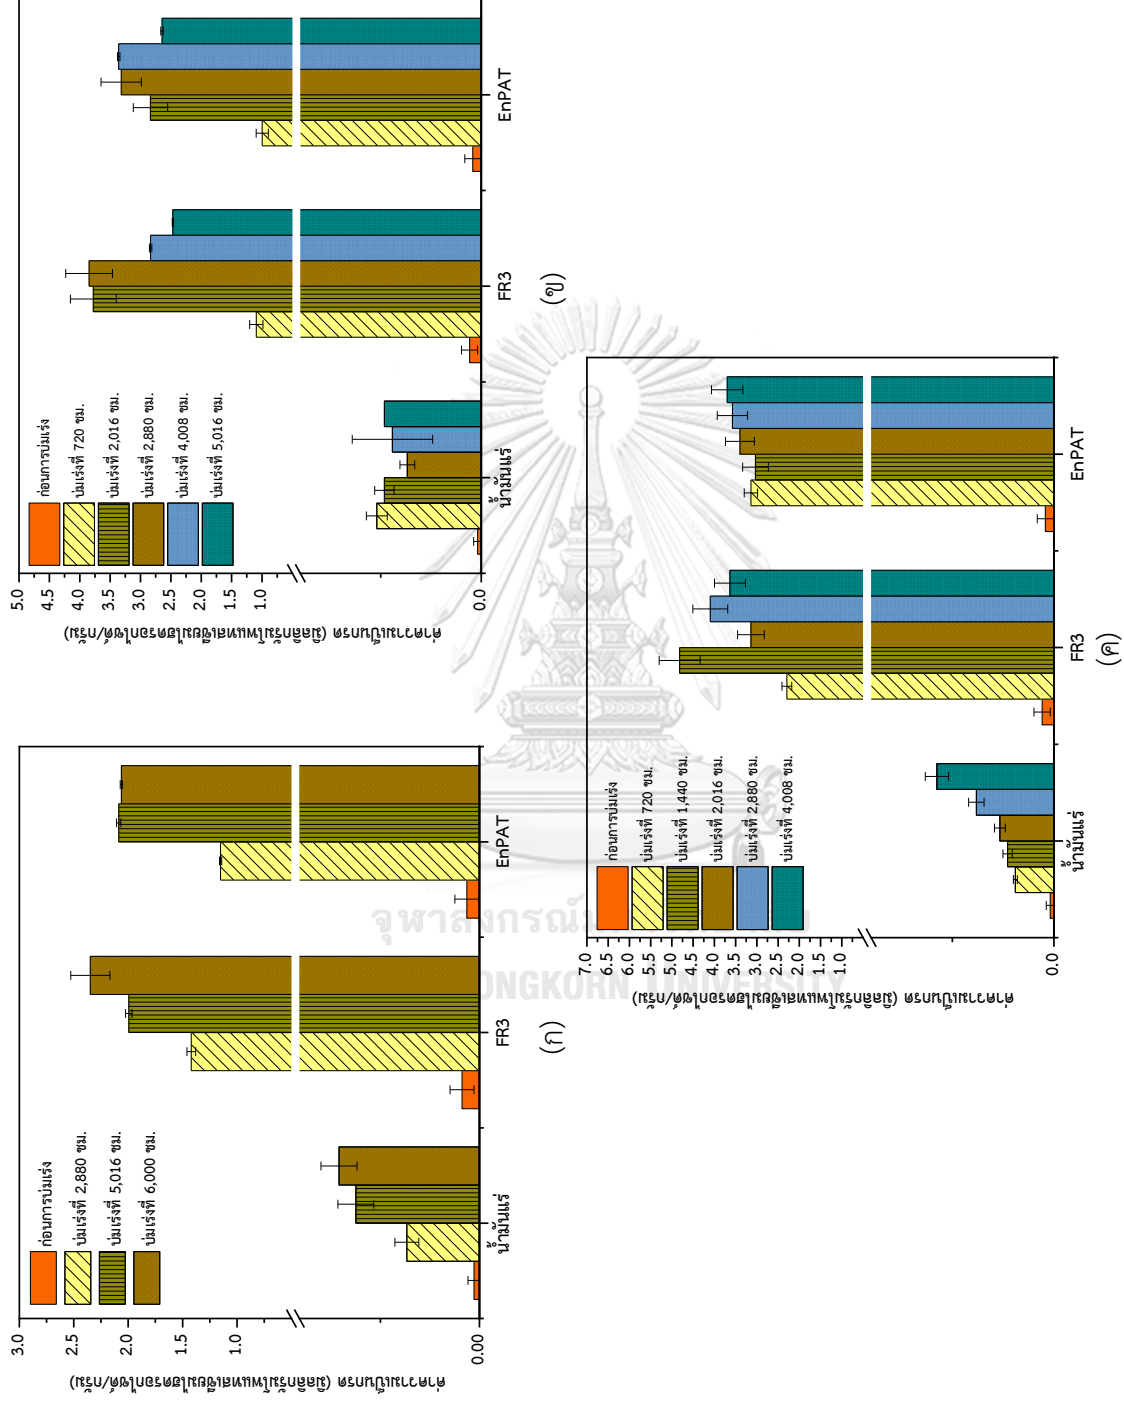 ค่าความเป็นกรด (มิลลิกรัมโพแทสเซียมไฮดรอกไซด์/กรัม)
3.0
2.5
2.0
1.5
1.0
0.00
ก่อนการบ่มเร่ง
บ่มเร่งที่ 2,880 ชม.
บ่มเร่งที่ 5,016 ชม.
บ่มเร่งที่ 6,000 ชม.
น้ำมันแร่ FR3 EnPAT
(ก)
ค่าความเป็นกรด (มิลลิกรัมโพแทสเซียมไฮดรอกไซด์/กรัม)
5.0
4.5
4.0
3.5
3.0
2.5
2.0
1.5
1.0
0.0
ก่อนการบ่มเร่ง
บ่มเร่งที่ 720 ชม.
บ่มเร่งที่ 2,016 ชม.
บ่มเร่งที่ 2,880 ชม.
บ่มเร่งที่ 4,008 ชม.
บ่มเร่งที่ 5,016 ชม.
น้ำมันแร่ FR3 EnPAT
(ข)
ค่าความเป็นกรด (มิลลิกรัมโพแทสเซียมไฮดรอกไซด์/กรัม)
7.0
6.5
6.0
5.5
5.0
4.5
4.0
3.5
3.0
2.5
2.0
1.5
1.0
0.0
ก่อนการบ่มเร่ง
บ่มเร่งที่ 720 ชม.
บ่มเร่งที่ 1,440 ชม.
บ่มเร่งที่ 2,016 ชม.
บ่มเร่งที่ 2,880 ชม.
บ่มเร่งที่ 4,008 ชม.
น้ำมันแร่ FR3 EnPAT
(ค)
จุฬาลงกรณ์ม
ONGKORN UNIVERSITY